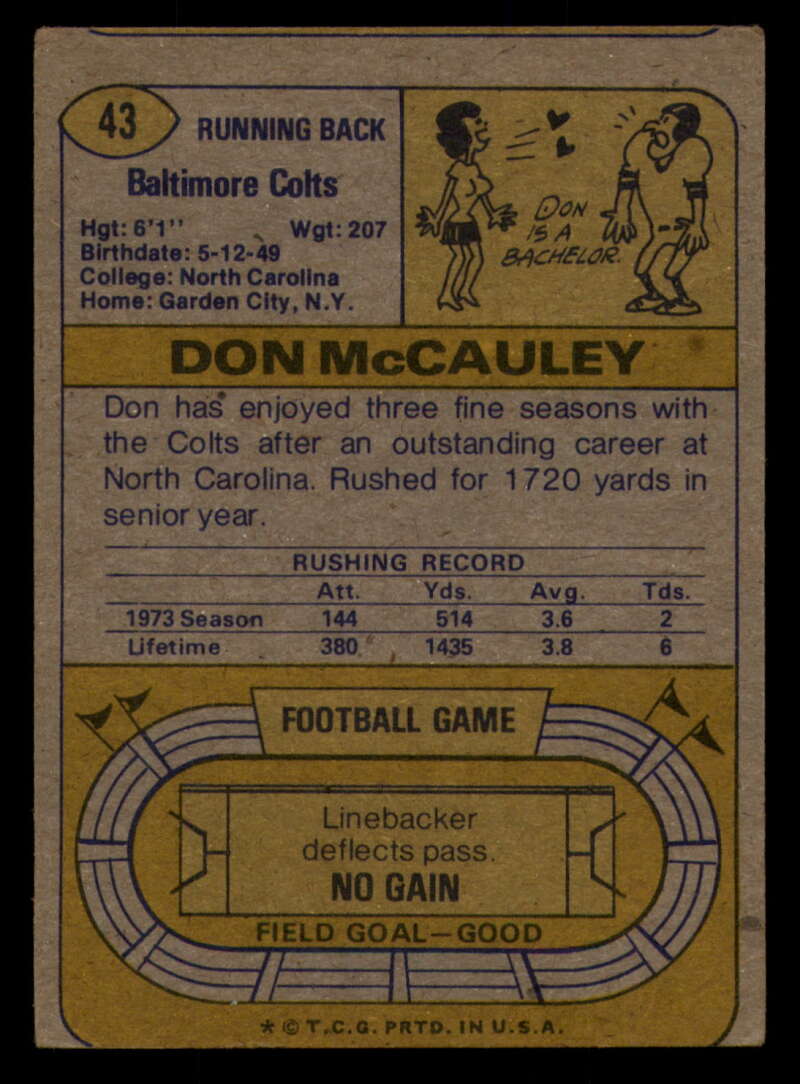 43
RUNNING BACK
Baltimore Colts
Hgt: 6'1" Wgt: 207
Birthdate: 5-12-49
College: North Carolina
Home: Garden City, N.Y.
DON
IS A
BACHELOR.
DON McCAULEY
Don has enjoyed three fine seasons with
the Colts after an outstanding career at
North Carolina. Rushed for 1720 yards in
senior year.
RUSHING RECORD
Att. Yds. Avg. Tds.
1973 Season 144 514 3.6 2
Lifetime 380 1435 3.8 6
FOOTBALL GAME
Linebacker
deflects pass.
NO GAIN
FIELD GOAL—GOOD
* © T.C.G. PRTD. IN U.S.A.